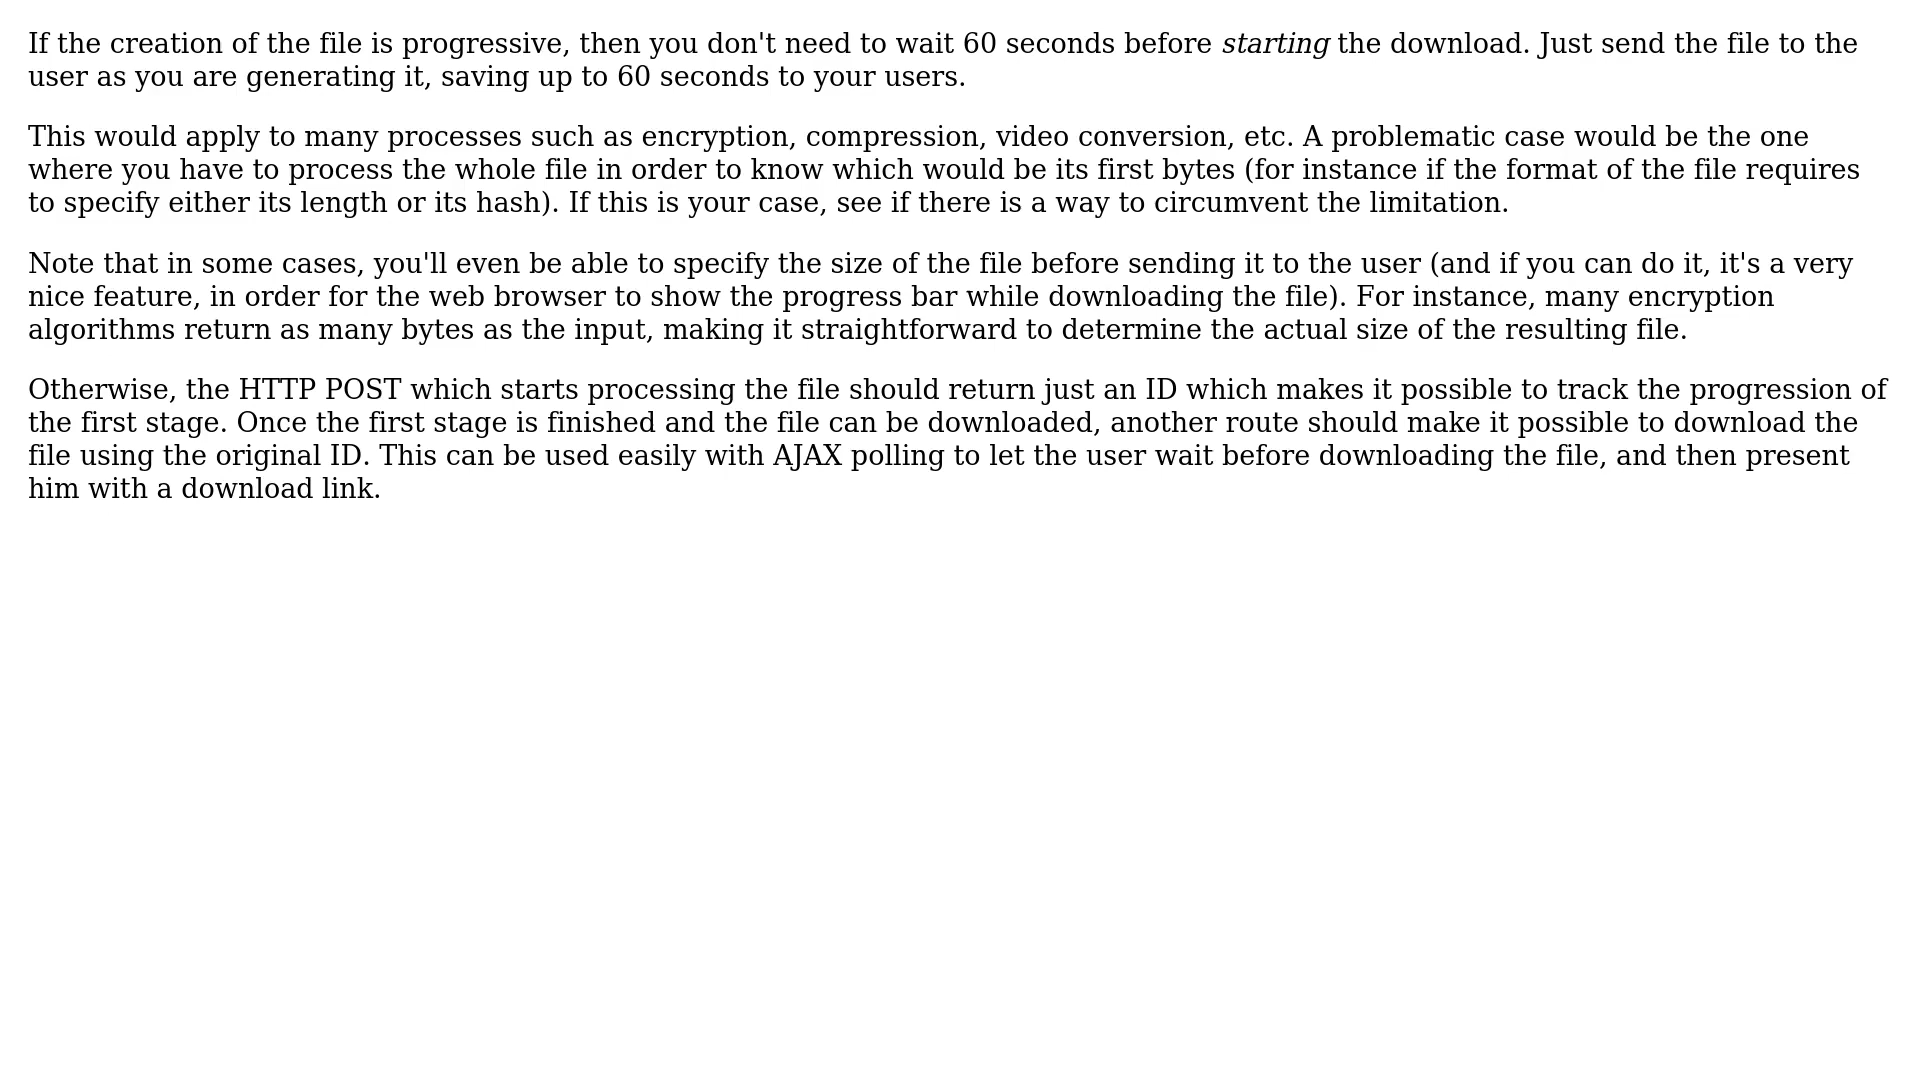 If the creation of the file is progressive, then you don't need to wait 60 seconds before starting the download. Just send the file to the
user as you are generating it, saving up to 60 seconds to your users.
This would apply to many processes such as encryption, compression, video conversion, etc. A problematic case would be the one
where you have to process the whole file in order to know which would be its first bytes (for instance if the format of the file requires
to specify either its length or its hash). If this is your case, see if there is a way to circumvent the limitation.
Note that in some cases, you'll even be able to specify the size of the file before sending it to the user (and if you can do it, it's a very
nice feature, in order for the web browser to show the progress bar while downloading the file). For instance, many encryption
algorithms return as many bytes as the input, making it straightforward to determine the actual size of the resulting file.
Otherwise, the HTTP POST which starts processing the file should return just an ID which makes it possible to track the progression of
the first stage. Once the first stage is finished and the file can be downloaded, another route should make it possible to download the
file using the original ID. This can be used easily with AJAX polling to let the user wait before downloading the file, and then present
him with a download link.